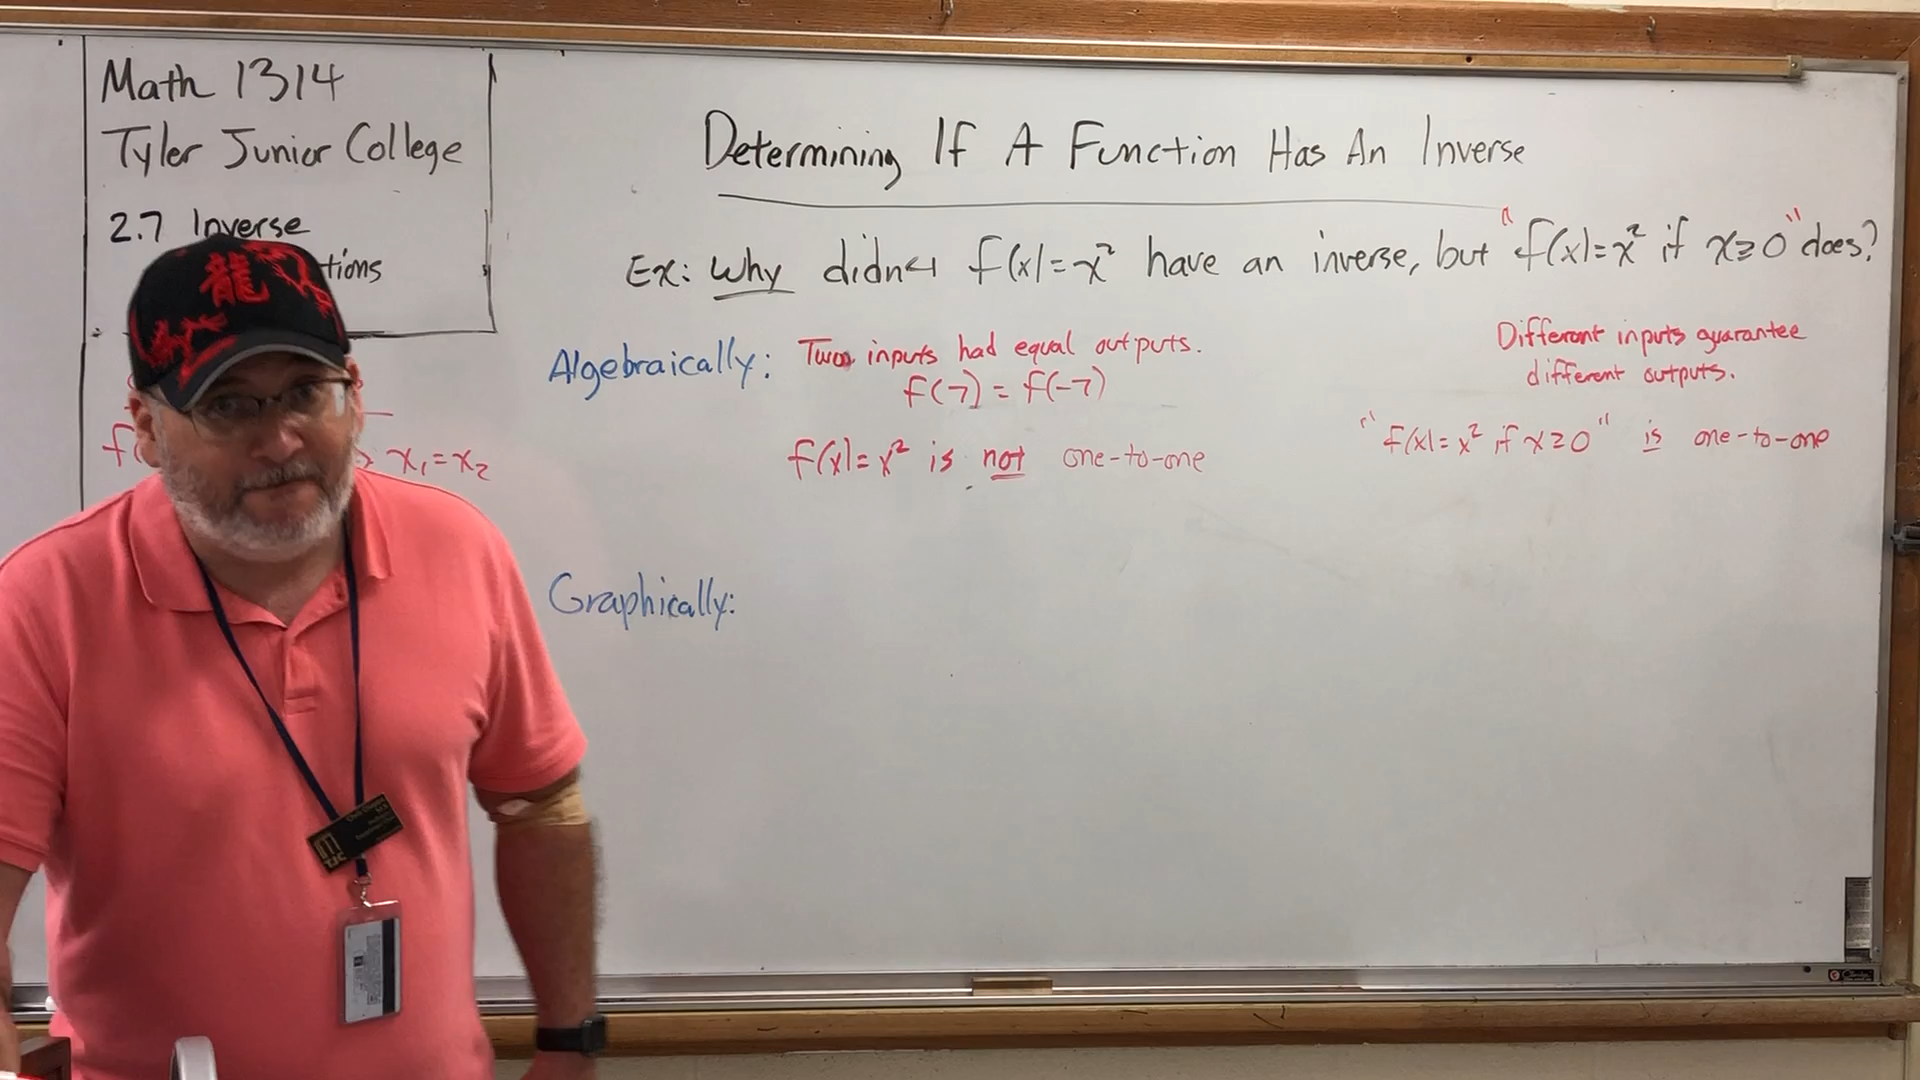 Math 1314
Tyler Junior College
2.7 Inverse
tions
x₁ = x₂
龍
TJC
Determining If A Function Has An Inverse
Ex: Why didn't f(x) = x² have an inverse, but "f(x) = x² if x ≥ 0" does?
Algebraically: Two inputs had equal outputs.
f(7) = f(-7)
f(x) = x² is not one-to-one
Different inputs guarantee
different outputs.
"f(x) = x² if x ≥ 0" is one-to-one
Graphically: